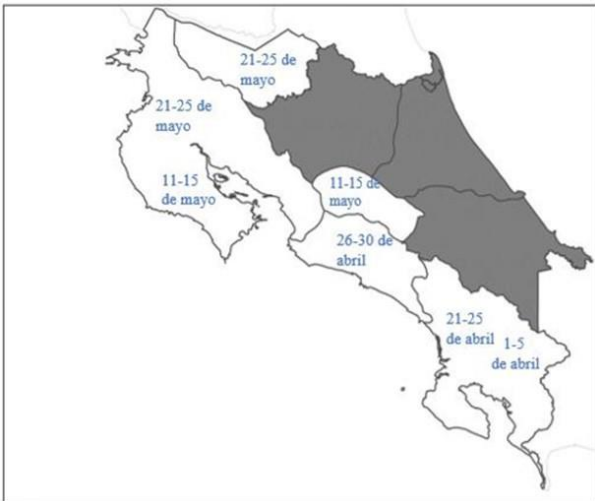 21-25 de
mayo
21-25 de
mayo
11-15
de mayo
11-15 de
mayo
26-30 de
abril
21-25
de abril
1-5
de abril